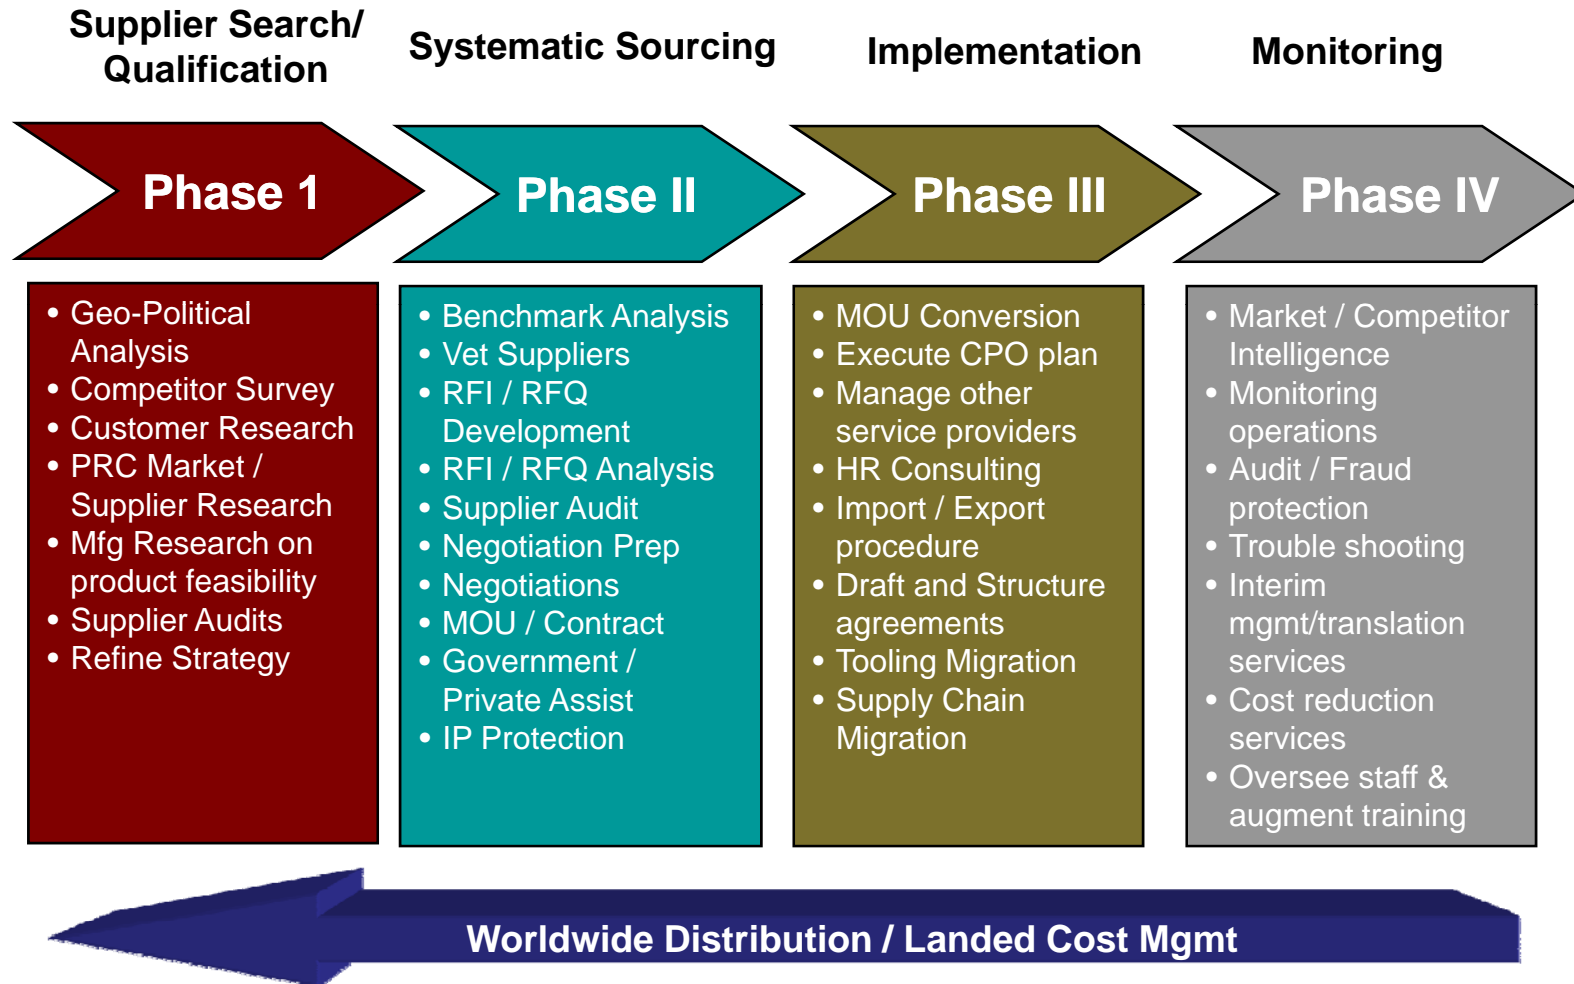 Supplier Search/
Qualification
Systematic Sourcing
Implementation
Monitoring
Phase 1
Phase II
Phase III
Phase IV
• Geo-Political
Analysis
• Competitor Survey
• Customer Research
• PRC Market /
Supplier Research
• Mfg Research on
product feasibility
• Supplier Audits
• Refine Strategy
• Benchmark Analysis
• Vet Suppliers
• RFI / RFQ
Development
• RFI / RFQ Analysis
• Supplier Audit
• Negotiation Prep
• Negotiations
• MOU / Contract
• Government /
Private Assist
• IP Protection
• MOU Conversion
• Execute CPO plan
• Manage other
service providers
• HR Consulting
• Import / Export
procedure
• Draft and Structure
agreements
• Tooling Migration
• Supply Chain
Migration
• Market / Competitor
Intelligence
• Monitoring
operations
• Audit / Fraud
protection
• Trouble shooting
• Interim
mgmt/translation
services
• Cost reduction
services
• Oversee staff &
augment training
Worldwide Distribution / Landed Cost Mgmt